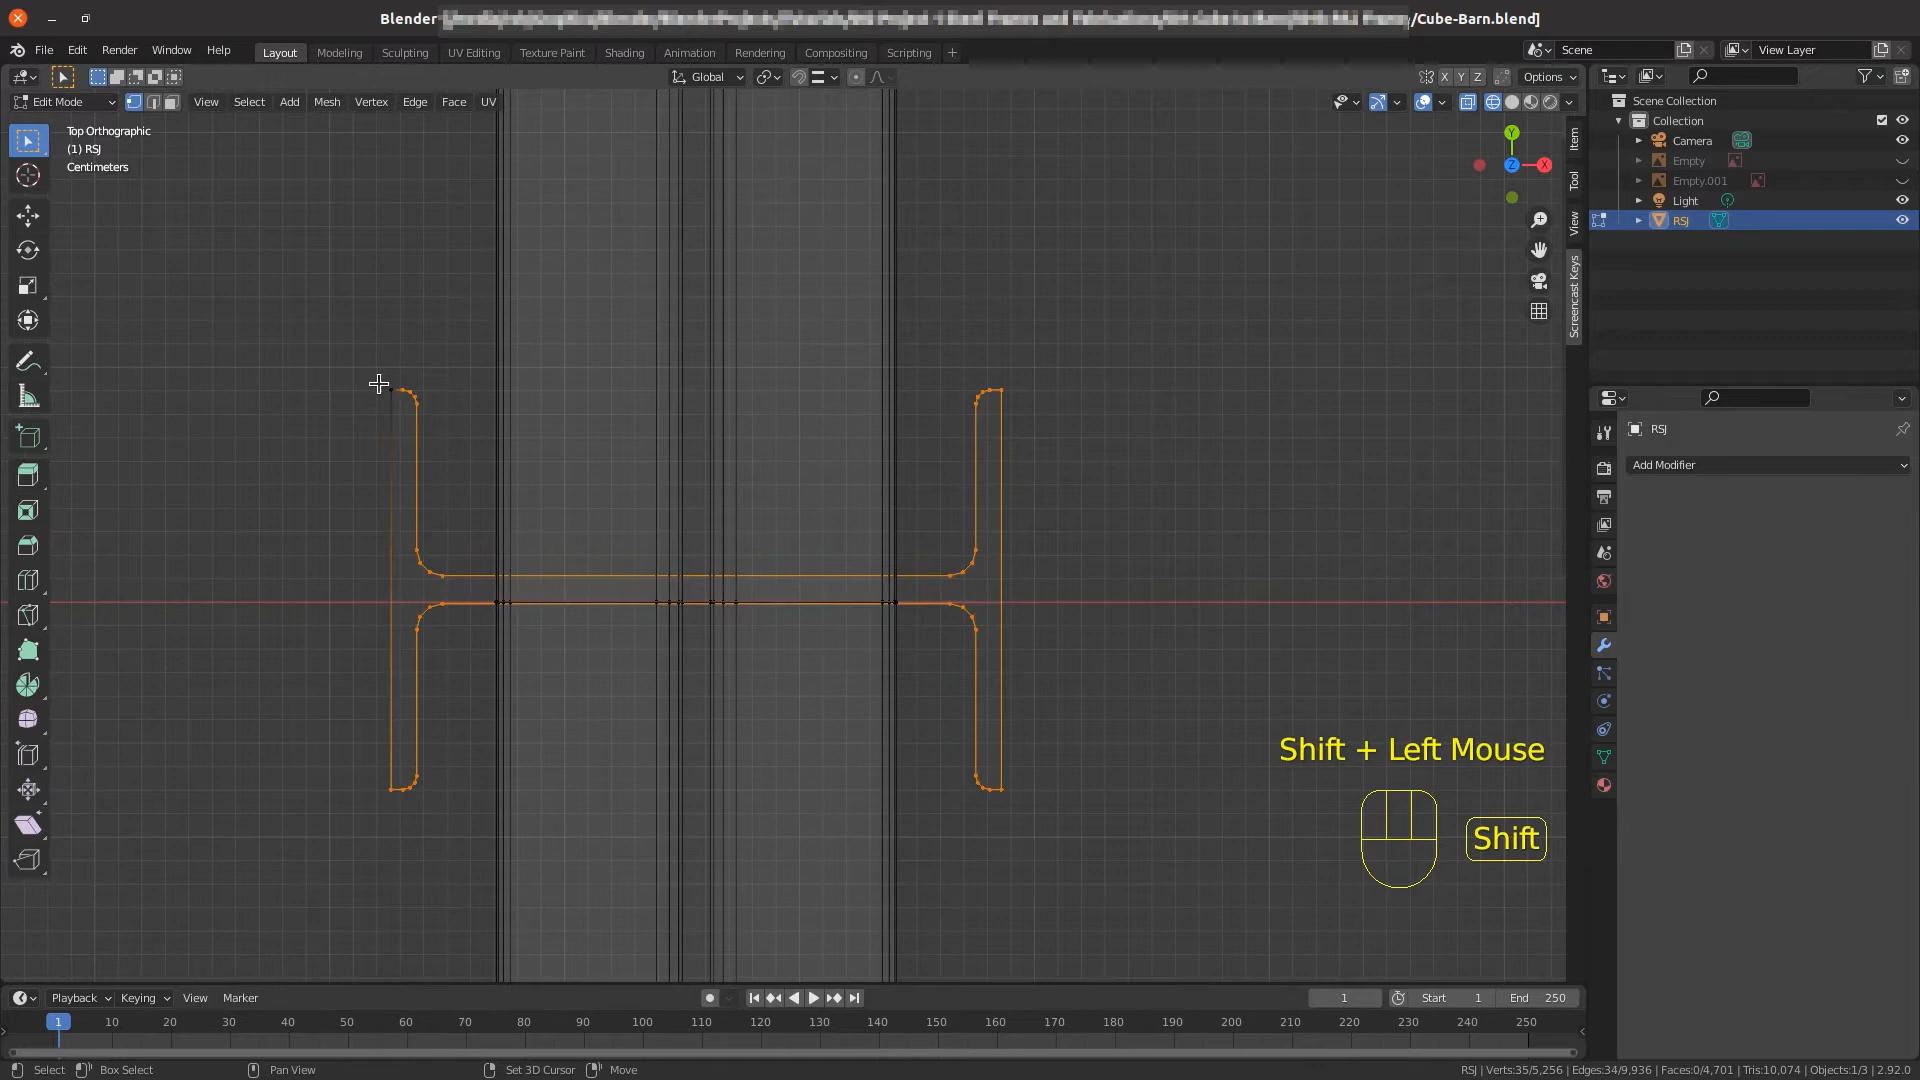 Blender
/Cube-Barn.blend]
File Edit Render Window Help
Layout Modeling Sculpting UV Editing Texture Paint Shading Animation Rendering Compositing Scripting
Scene View Layer
Global X Y Z Options
Edit Mode View Select Add Mesh Vertex Edge Face UV
Top Orthographic
(1) RSJ
Centimeters
Y
Z X
Item
Tool
View
Screencast Keys
Scene Collection
Collection
Camera
Empty
Empty.001
Light
RSJ
RSJ
Add Modifier
Shift + Left Mouse
Shift
Playback Keying View Marker 1 Start 1 End 250
1 10 20 30 40 50 60 70 80 90 100 110 120 130 140 150 160 170 180 190 200 210 220 230 240 250
Select Box Select Pan View Set 3D Cursor Move RSJ | Verts:35/5,256 | Edges:34/9,936 | Faces:0/4,701 | Tris:10,074 | Objects:1/3 | 2.92.0